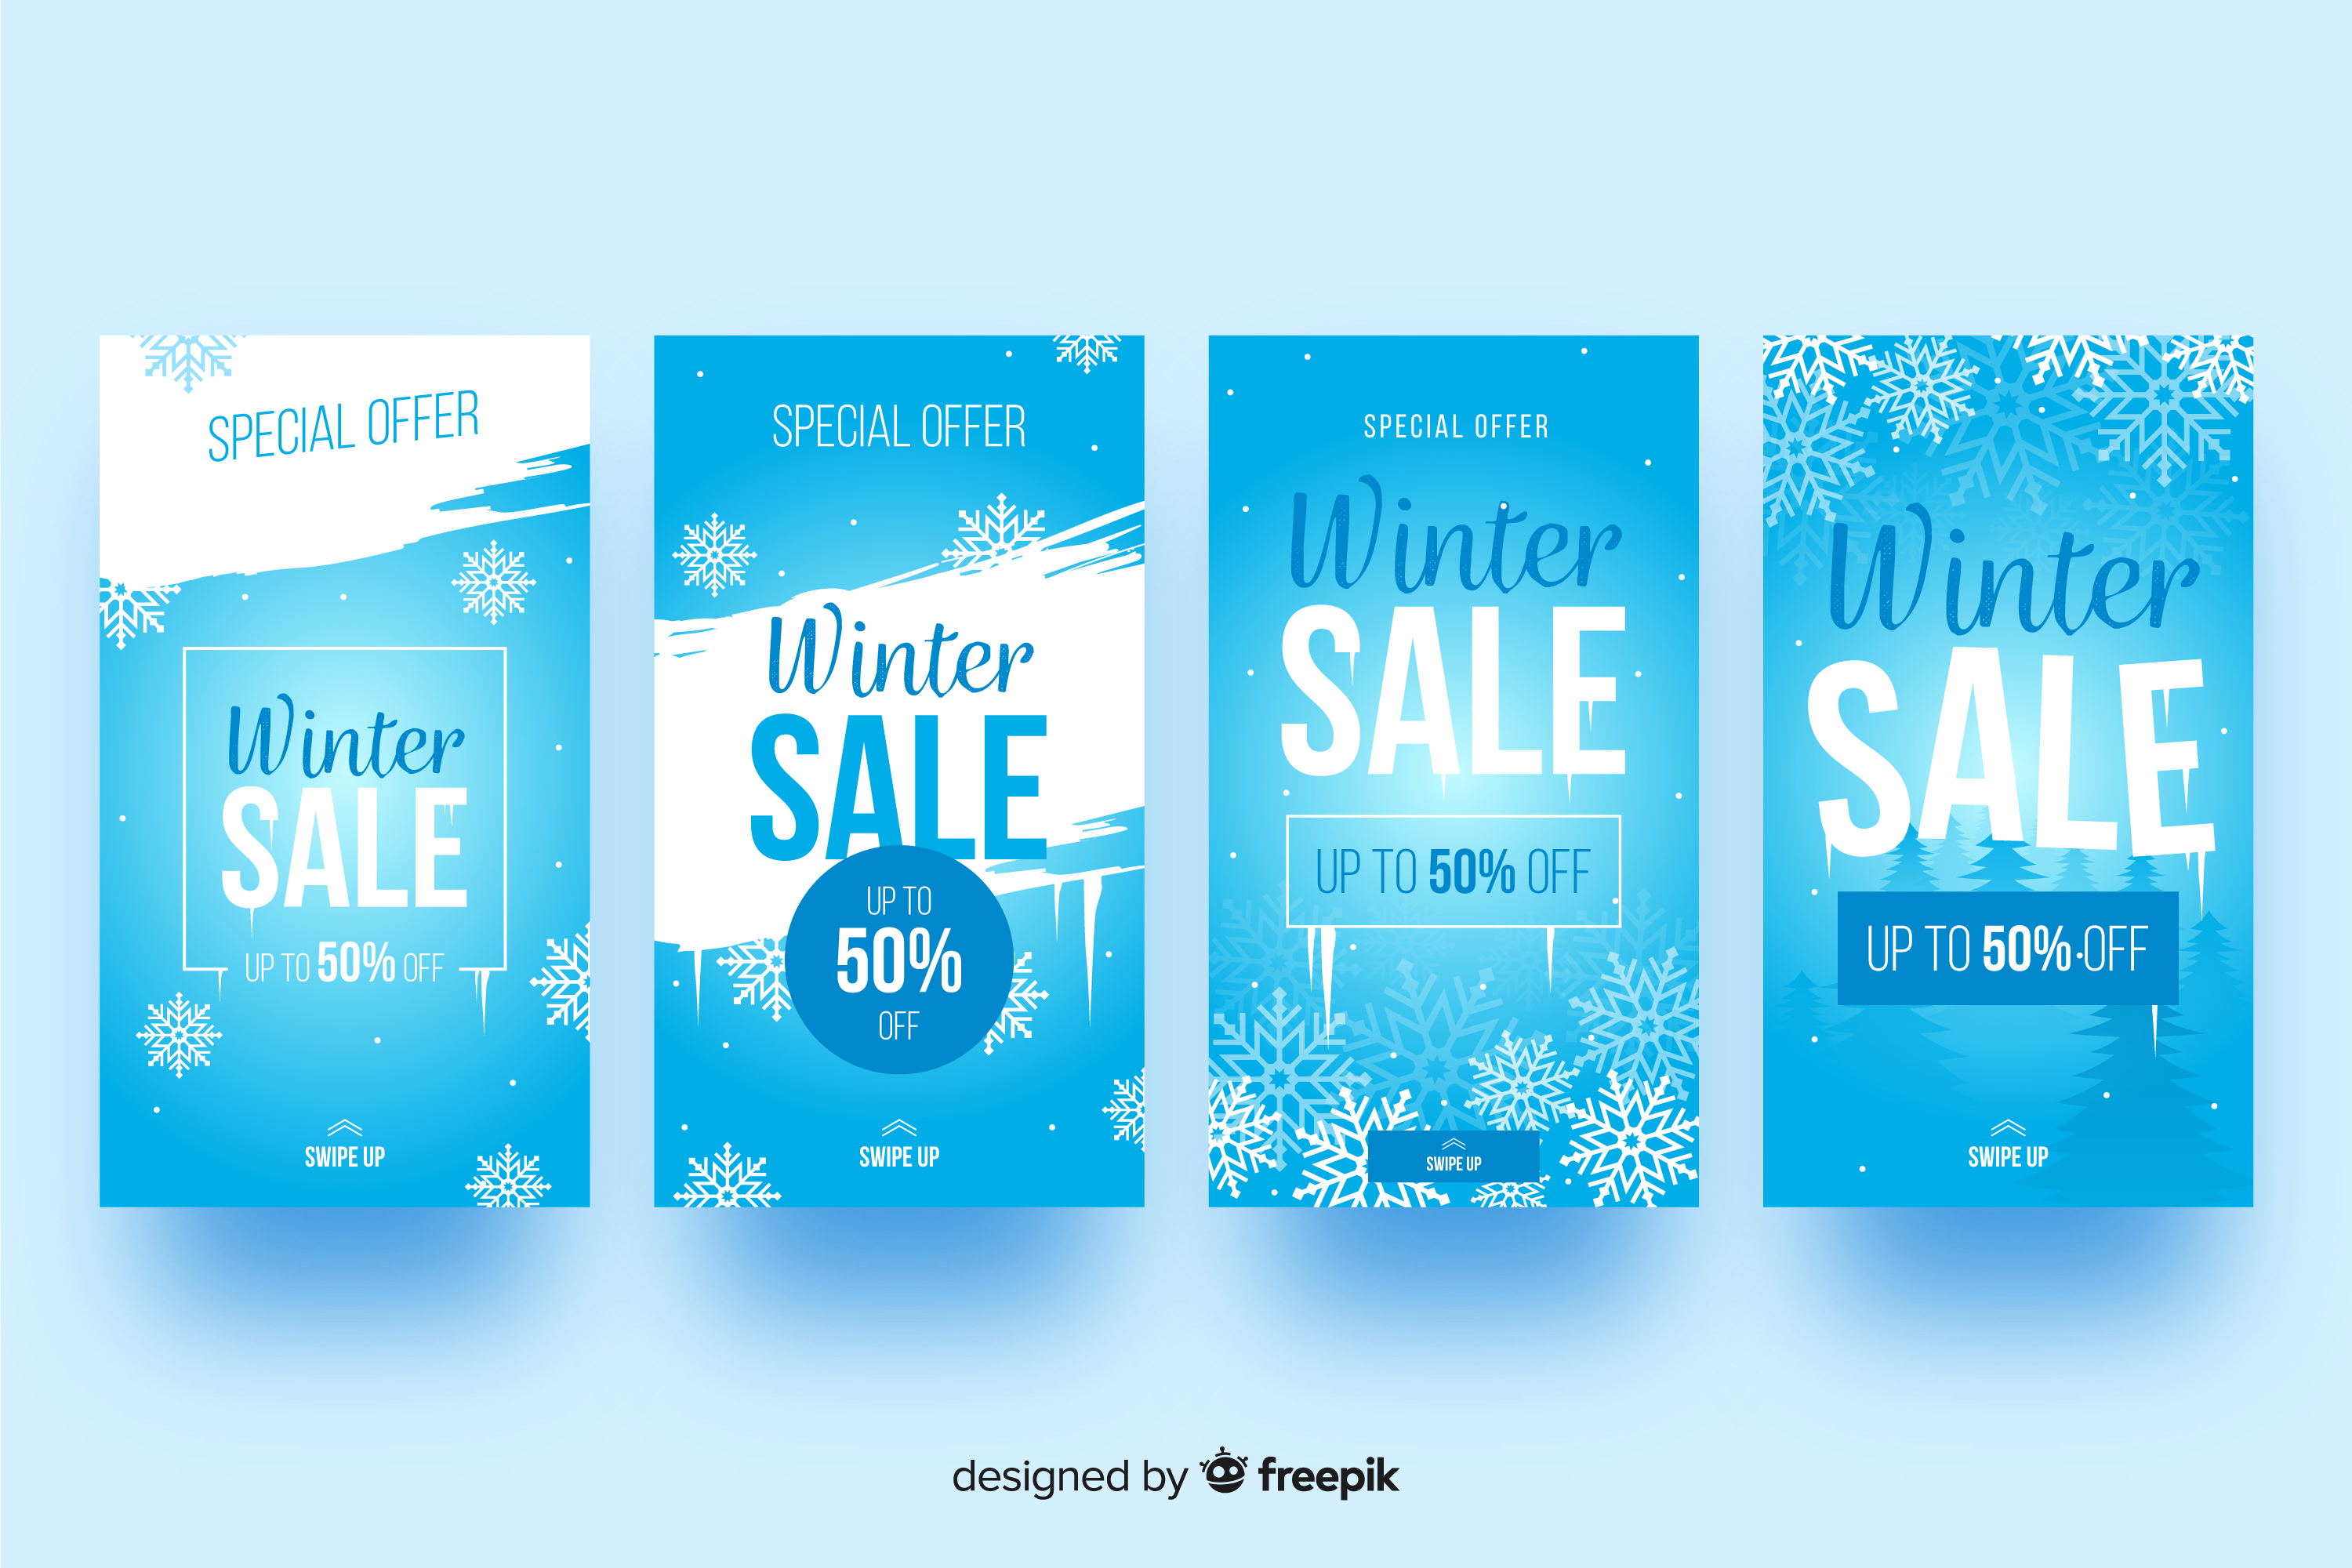 SPECIAL OFFER
Winter
SALE
UP TO 50% OFF
SWIPE UP
SPECIAL OFFER
Winter
SALE
UP TO
50%
OFF
SWIPE UP
SPECIAL OFFER
Winter
SALE
UP TO 50% OFF
SWIPE UP
Winter
SALE
UP TO 50% OFF
SWIPE UP
designed by freepik